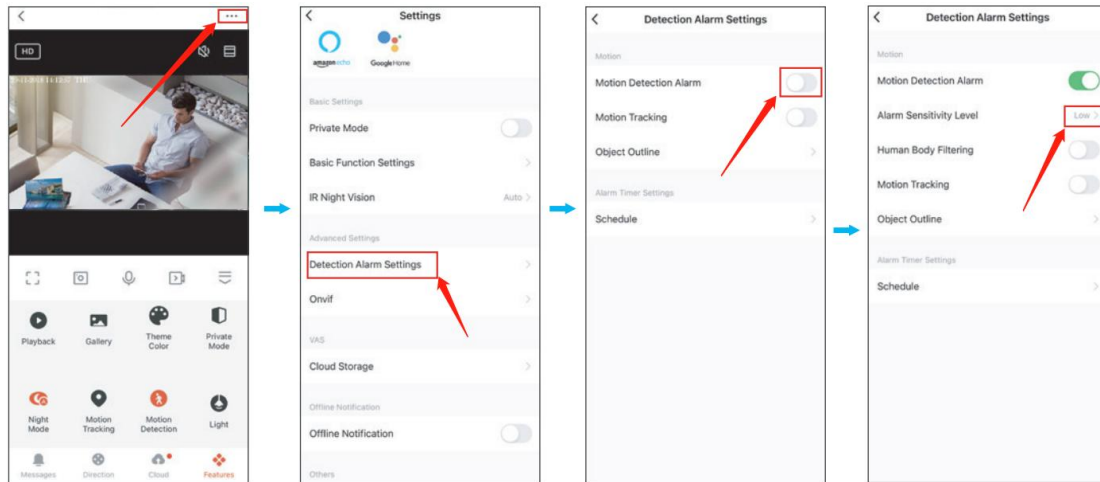 HD
Playback
Gallery
Theme
Color
Private
Mode
Night
Mode
Motion
Tracking
Motion
Detection
Light
Messages
Direction
Cloud
Features
Settings
amazon echo
Google Home
Basic Settings
Private Mode
Basic Function Settings
IR Night Vision
Auto
Advanced Settings
Detection Alarm Settings
Onvif
VAS
Cloud Storage
Offline Notification
Offline Notification
Others
Detection Alarm Settings
Motion
Motion Detection Alarm
Motion Tracking
Object Outline
Alarm Timer Settings
Schedule
Detection Alarm Settings
Motion
Motion Detection Alarm
Alarm Sensitivity Level
Low
Human Body Filtering
Motion Tracking
Object Outline
Alarm Timer Settings
Schedule